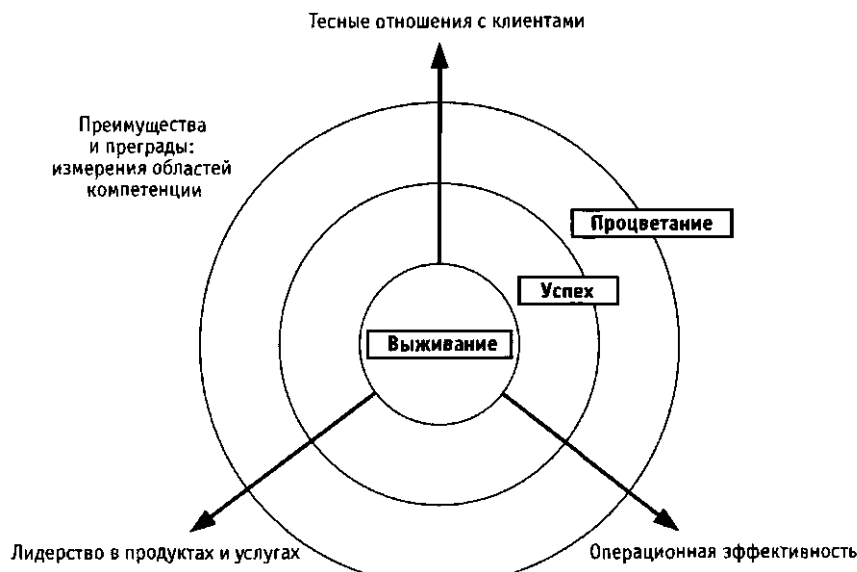 Тесные отношения с клиентами
Преимущества
и преграды:
измерения областей
компетенции
Процветание
Успех
Выживание
Лидерство в продуктах и услугах
Операционная эффективность